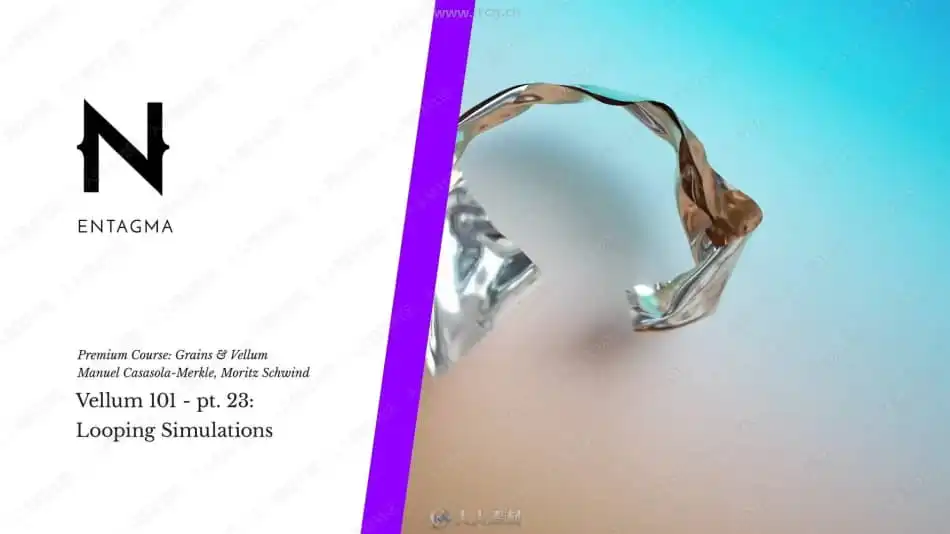 N
ENTAGMA
Premium Course: Grains & Vellum
Manuel Casasola-Merkle, Moritz Schwind
Vellum 101 - pt. 23:
Looping Simulations